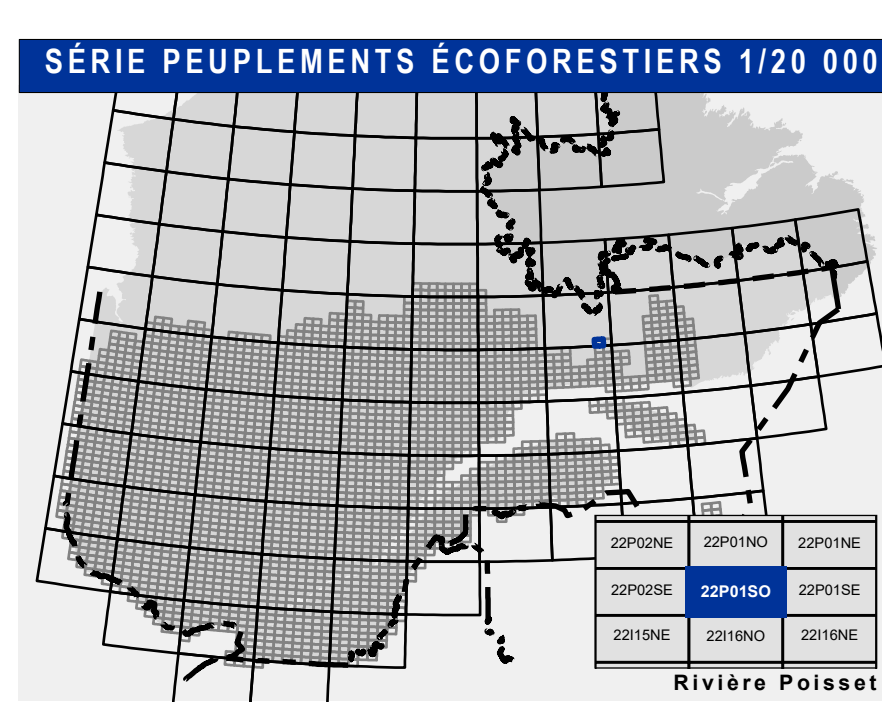 SÉRIE PEUPLEMENTS ÉCOFORESTIERS 1/20 000
22P02NE 22P01NO 22P01NE
22P02SE 22P01SO 22P01SE
22I15NE 22I16NO 22I16NE
Rivière Poisset